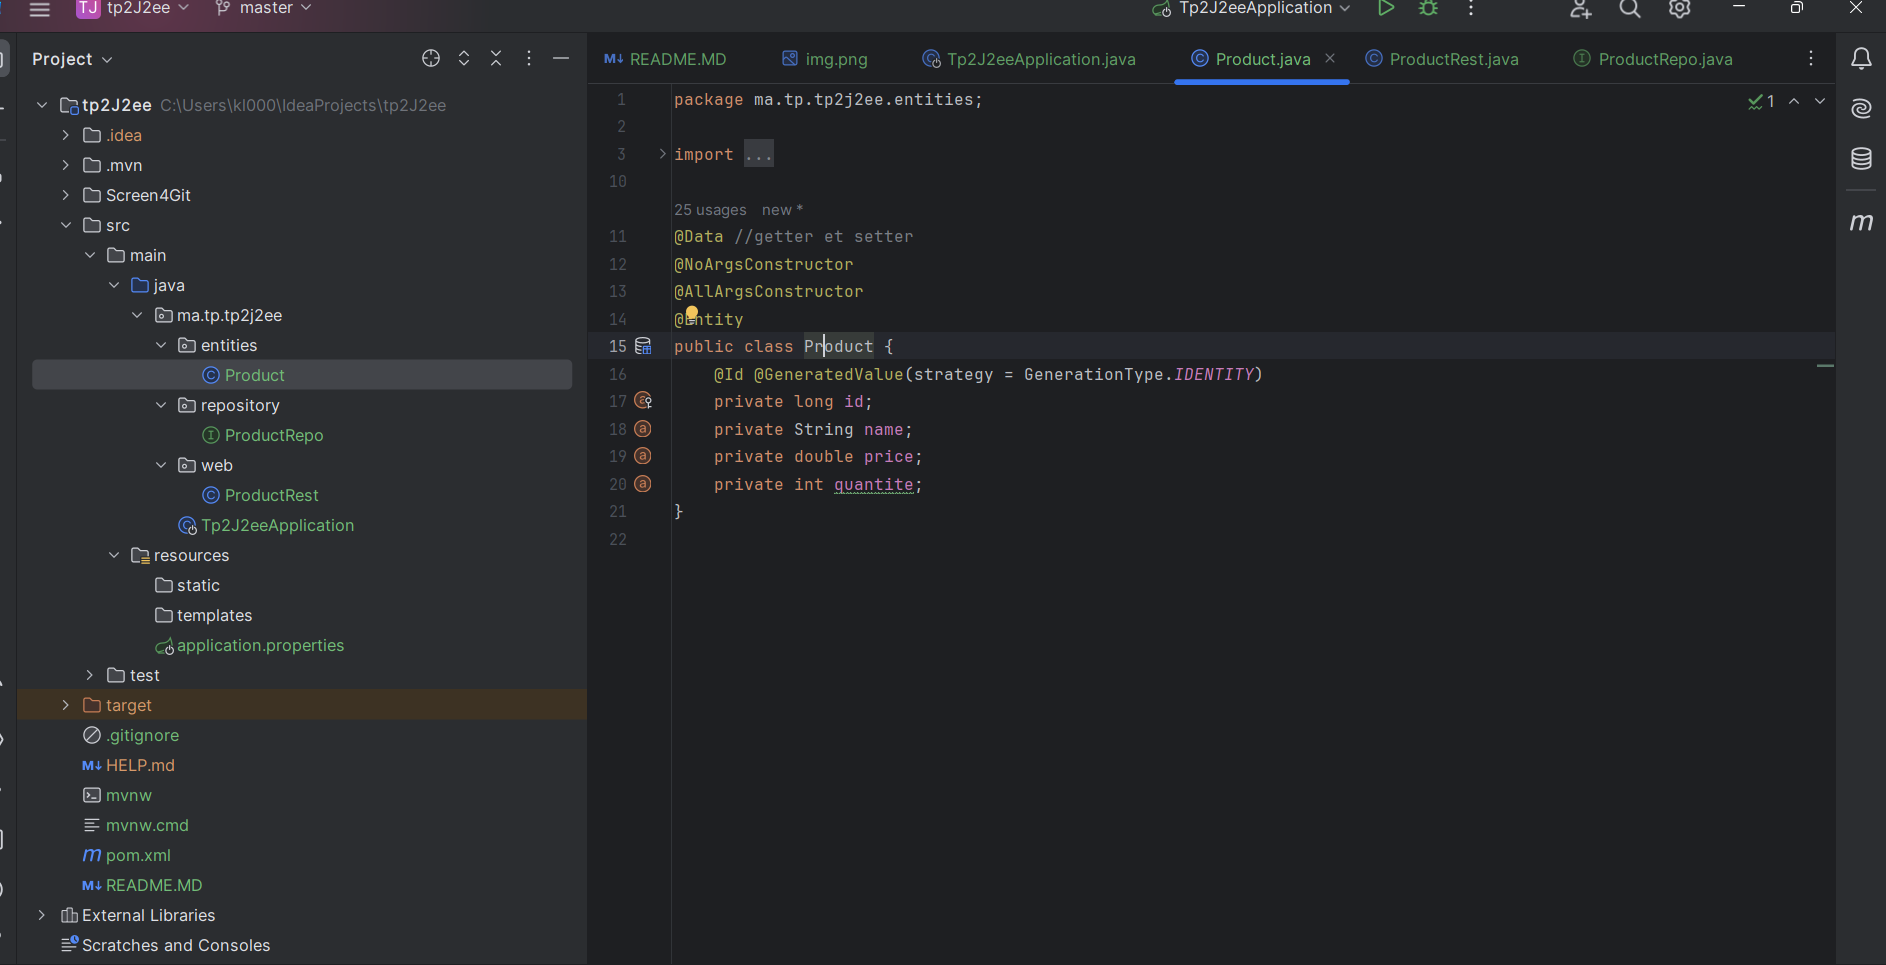 TJ tp2J2ee master Tp2J2eeApplication
Project
tp2J2ee C:\Users\kl000\IdeaProjects\tp2J2ee
.idea
.mvn
Screen4Git
src
main
java
ma.tp.tp2j2ee
entities
Product
repository
ProductRepo
web
ProductRest
Tp2J2eeApplication
resources
static
templates
application.properties
test
target
.gitignore
M↓ HELP.md
mvnw
mvnw.cmd
m pom.xml
M↓ README.MD
External Libraries
Scratches and Consoles
M↓ README.MD img.png Tp2J2eeApplication.java Product.java ProductRest.java ProductRepo.java
1 package ma.tp.tp2j2ee.entities;
2
3 import ...
10
25 usages new *
11 @Data //getter et setter
12 @NoArgsConstructor
13 @AllArgsConstructor
14 @Entity
15 public class Product {
16 @Id @GeneratedValue(strategy = GenerationType.IDENTITY)
17 private long id;
18 private String name;
19 private double price;
20 private int quantite;
21 }
22
1
m